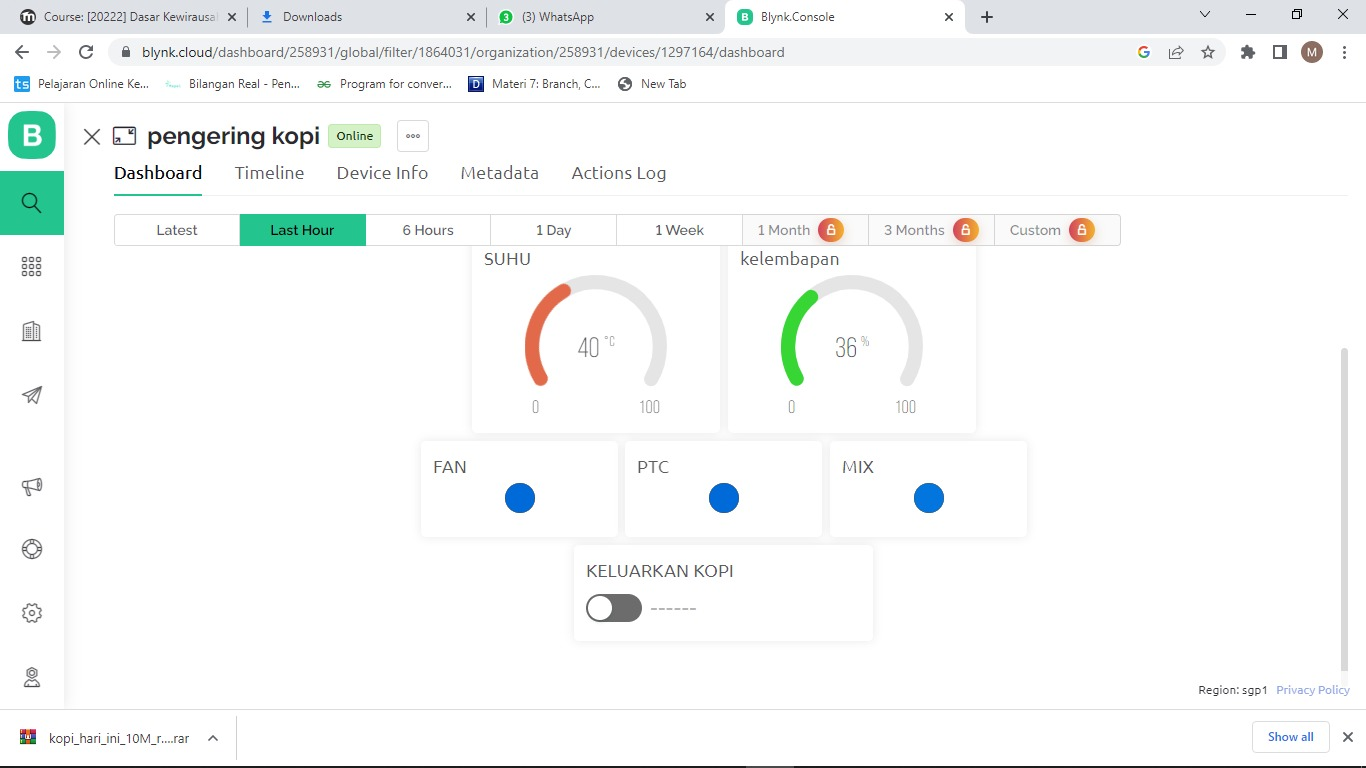 Course: [20222] Dasar Kewirausa
Downloads
(3) WhatsApp
Blynk.Console
blynk.cloud/dashboard/258931/global/filter/1864031/organization/258931/devices/1297164/dashboard
M
Pelajaran Online Ke...
Bilangan Real - Pen...
Program for conver...
Materi 7: Branch, C...
New Tab
B
pengering kopi
Online
Dashboard
Timeline
Device Info
Metadata
Actions Log
Latest
Last Hour
6 Hours
1 Day
1 Week
1 Month
3 Months
Custom
SUHU
40 °C
0
100
kelembapan
36 %
0
100
FAN
PTC
MIX
KELUARKAN KOPI
------
Region: sgp1
Privacy Policy
kopi_hari_ini_10M_r....rar
Show all